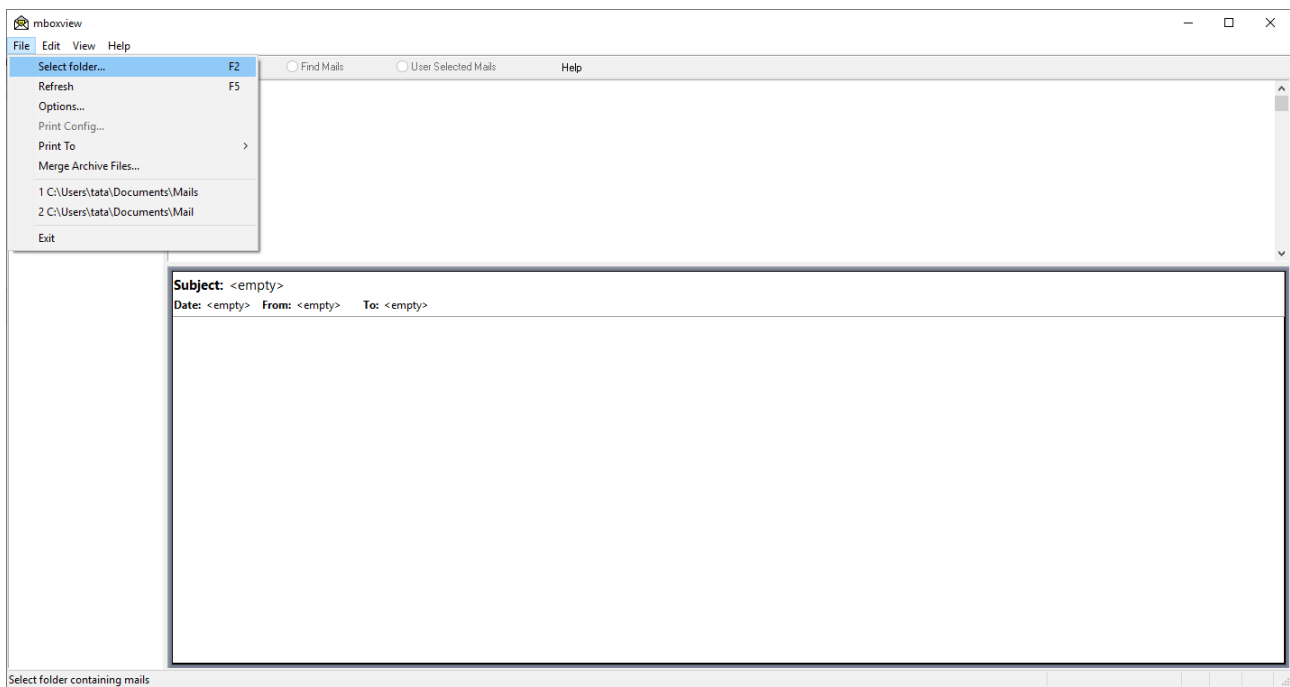 mboxview
File Edit View Help
Select folder... F2
Find Mails User Selected Mails Help
Refresh F5
Options...
Print Config...
Print To
Merge Archive Files...
1 C:\Users\tata\Documents\Mails
2 C:\Users\tata\Documents\Mail
Exit
Subject: <empty>
Date: <empty> From: <empty> To: <empty>
Select folder containing mails